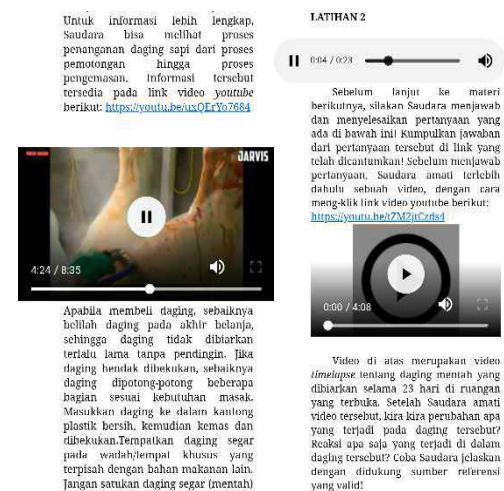 Untuk informasi lebih lengkap,
Saudara bisa melihat proses
penanganan daging sapi dari proses
pemotongan hingga proses
pengemasan. Informasi tersebut
tersedia pada link video youtube
berikut: https://youtu.be/uxQErYo7684
JARVIS
4:24 / 8:35
Apabila membeli daging, sebaiknya
belilah daging pada akhir belanja,
sehingga daging tidak dibiarkan
terlalu lama tanpa pendingin. Jika
daging hendak dibekukan, sebaiknya
daging dipotong-potong beberapa
bagian sesuai kebutuhan masak.
Masukkan daging ke dalam kantong
plastik bersih, kemudian kemas dan
dibekukan.Tempatkan daging segar
pada wadah/tempat khusus yang
terpisah dengan bahan makanan lain.
Jangan satukan daging segar (mentah)
LATIHAN 2
0:04 / 0:23
Sebelum lanjut ke materi
berikutnya, silakan Saudara menjawab
dan menyelesaikan pertanyaan yang
ada di bawah ini! Kumpulkan jawaban
dari pertanyaan tersebut di link yang
telah dicantumkan! Sebelum menjawab
pertanyaan, Saudara amati terlebih
dahulu sebuah video, dengan cara
meng-klik link video youtube berikut:
https://youtu.be/tZM2jtCzds4
0:00 / 4:08
Video di atas merupakan video
timelapse tentang daging mentah yang
dibiarkan selama 23 hari di ruangan
yang terbuka. Setelah Saudara amati
video tersebut, kira kira perubahan apa
yang terjadi pada daging tersebut?
Reaksi apa saja yang terjadi di dalam
daging tersebut? Coba Saudara jelaskan
dengan didukung sumber referensi
yang valid!